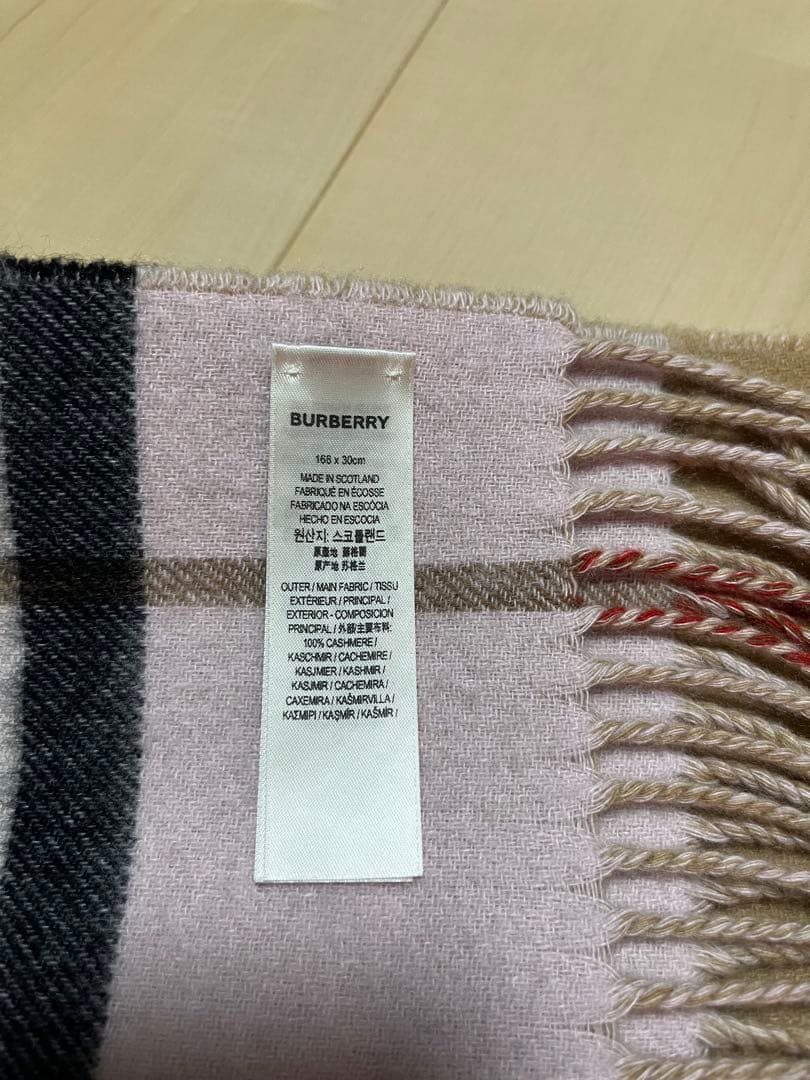 BURBERRY
168 x 30cm
MADE IN SCOTLAND
FABRIQUÉ EN ÉCOSSE
FABRICADO NA ESCÓCIA
HECHO EN ESCOCIA
원산지: 스코틀랜드
原產地 蘇格蘭
原产地 苏格兰
OUTER / MAIN FABRIC / TISSU
EXTÉRIEUR / PRINCIPAL /
EXTERIOR - COMPOSICION
PRINCIPAL / 外部/主要布料:
100% CASHMERE /
KASCHMIR / CACHEMIRE /
KASJMIER / KASHMIR /
KASJMIR / CACHEMIRA /
CAXEMIRA / KAŠMIRVILLA /
ΚΑΣΜΙΡΙ / KAŞMİR / KAŠMÍR /